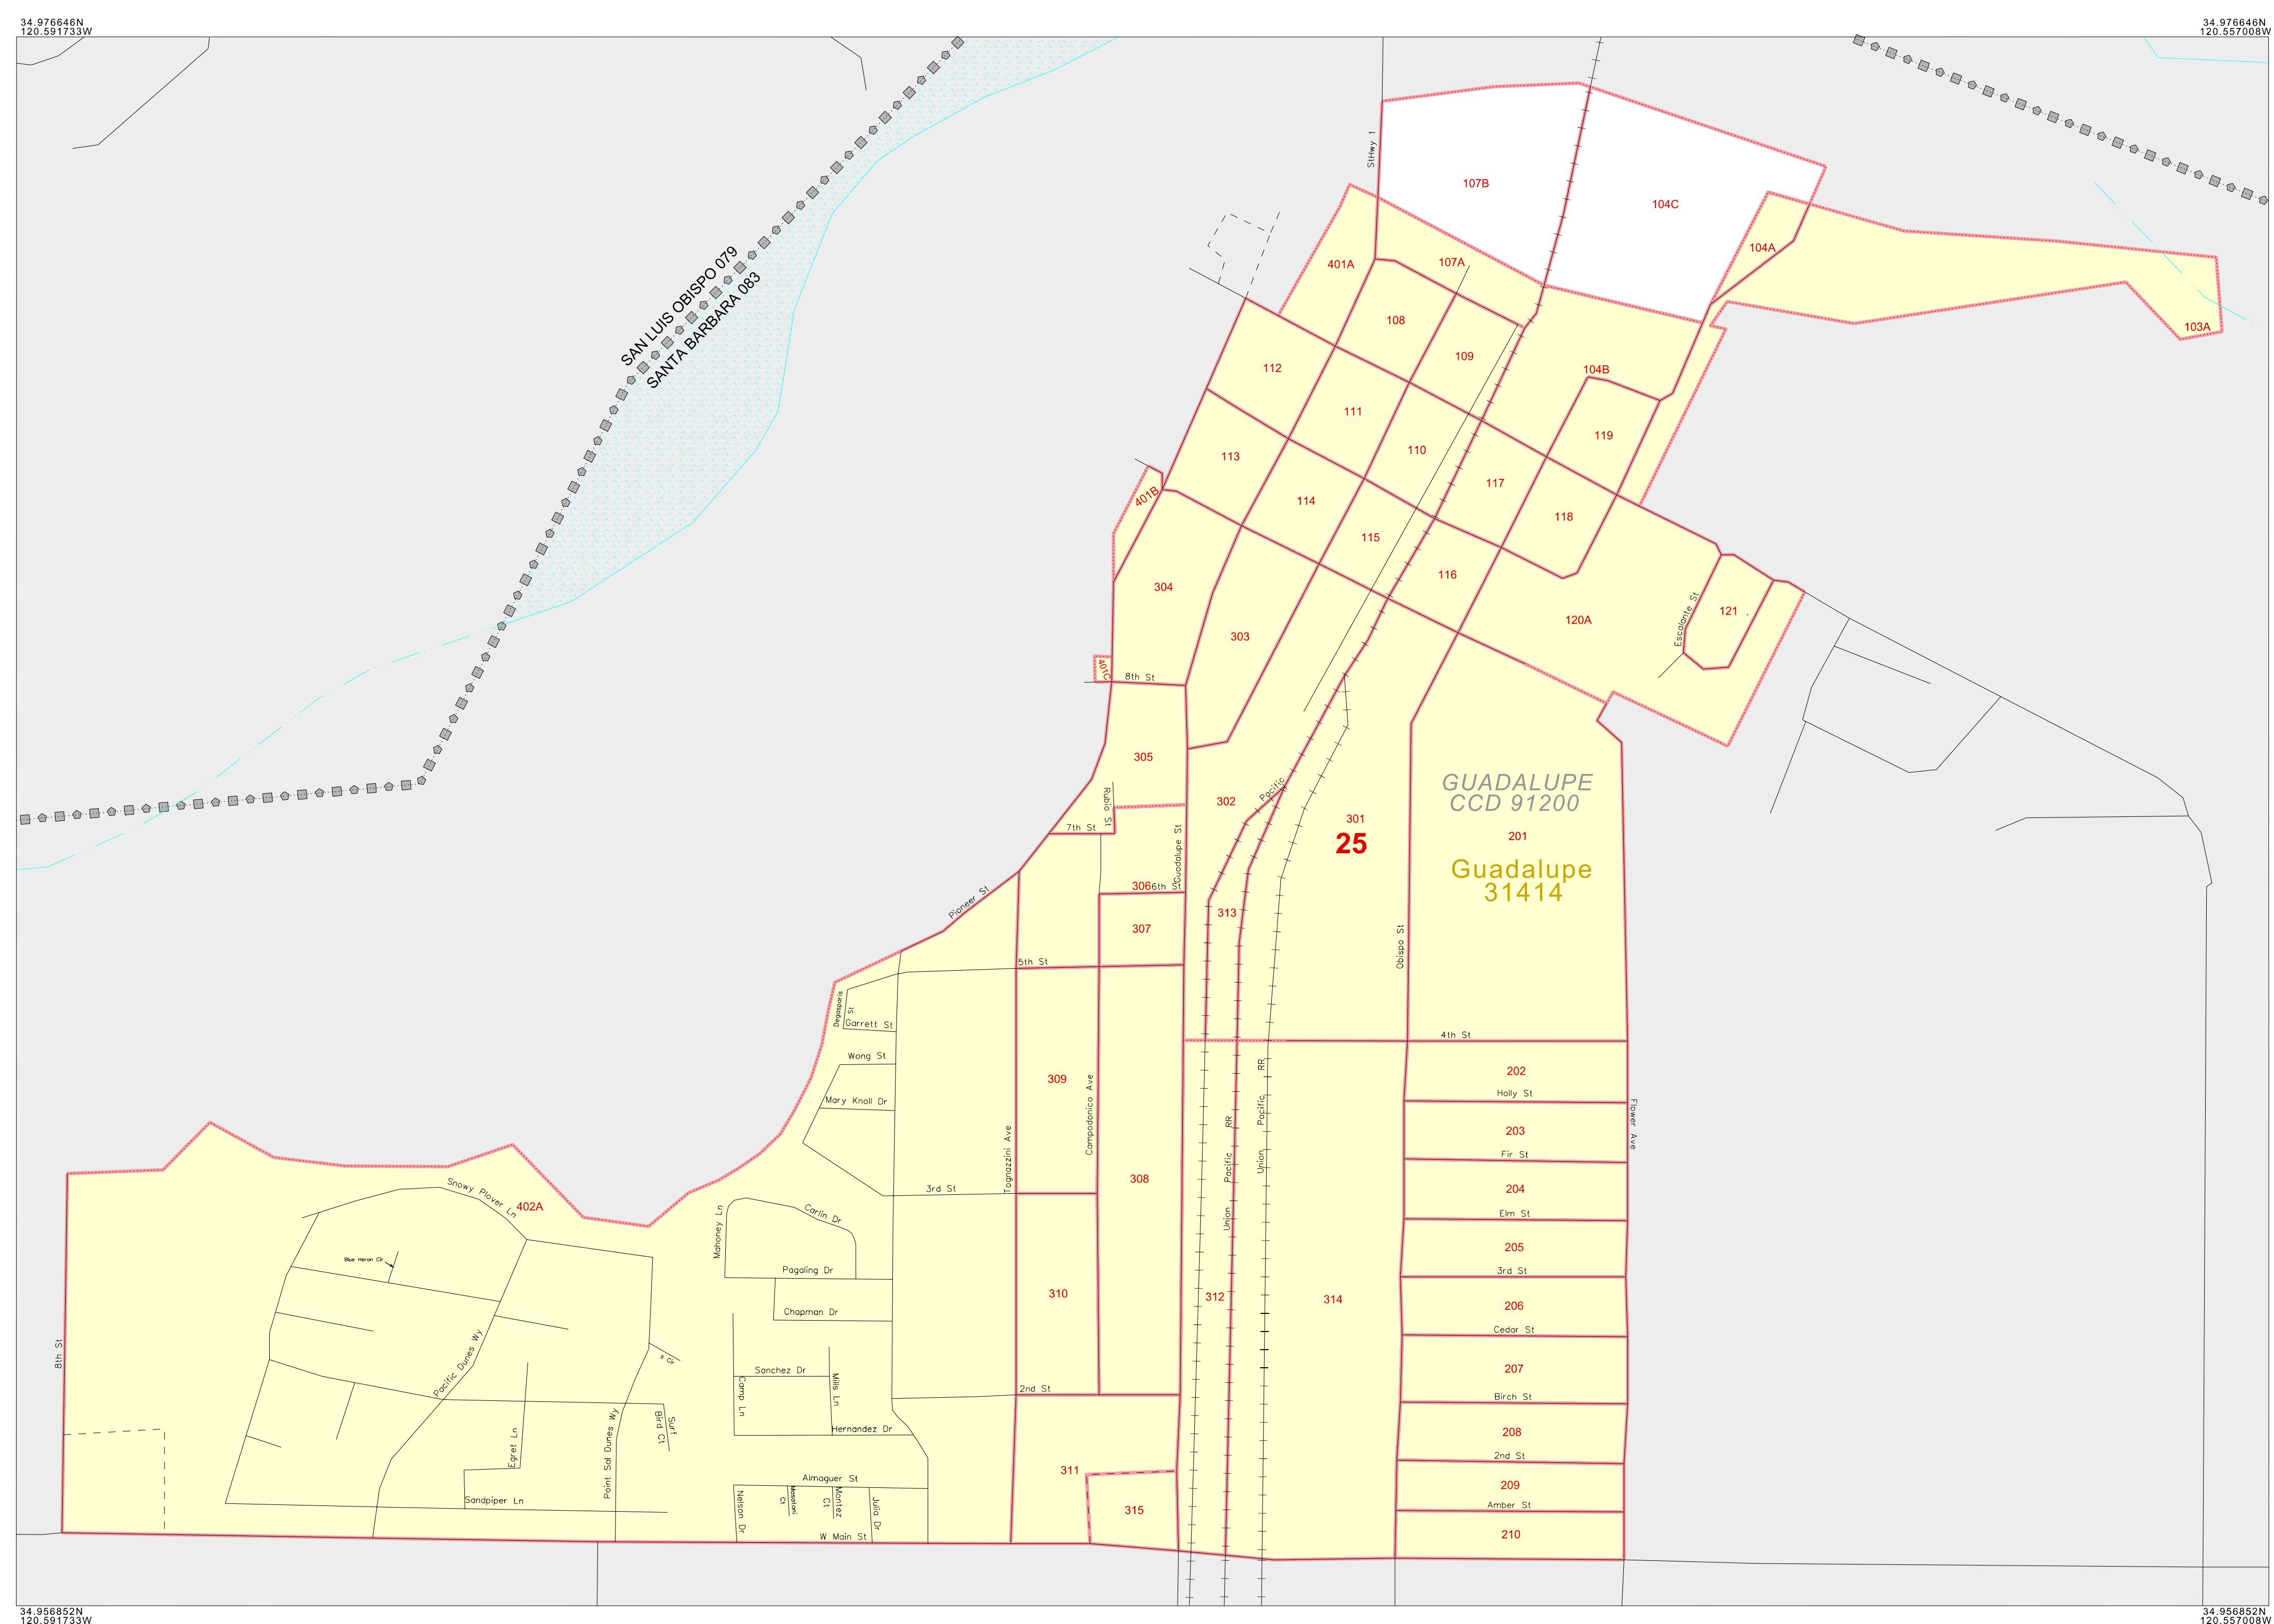 34.976646N
120.591733W
34.976646N
120.557008W
StHwy 1
107B
104C
104A
103A
SAN LUIS OBISPO 079
SANTA BARBARA 083
401A
107A
108
109
104B
112
111
110
119
113
401B
114
115
117
118
116
304
303
120A
121
Escalante St
401C
8th St
305
302
Pacific
Rubio St
7th St
Guadalupe St
301
25
GUADALUPE
CCD 91200
201
Guadalupe
31414
306
6th St
307
313
Pioneer St
5th St
Obispo St
Degasparis
St
Garrett St
Wong St
Mary Knoll Dr
309
Campodonico Ave
Tognazzini Ave
308
3rd St
4th St
202
Holly St
Flower Ave
203
Fir St
204
Elm St
205
3rd St
206
Cedar St
207
Birch St
208
2nd St
209
Amber St
210
Union Pacific RR
Union Pacific RR
312
314
310
2nd St
311
315
Snowy Plover Ln
402A
Blue Heron Cir
8th St
Pacific Dunes Wy
Egret Ln
Sandpiper Ln
Point Sal Dunes Wy
Surf
Bird Ct
s Cir
Mahoney Ln
Carlin Dr
Pagaling Dr
Chapman Dr
Sanchez Dr
Camp Ln
Mills Ln
Hernandez Dr
Almaguer St
Nelson Dr
Ct
Montez
Ct
Julia Dr
W Main St
34.956852N
120.591733W
34.956852N
120.557008W